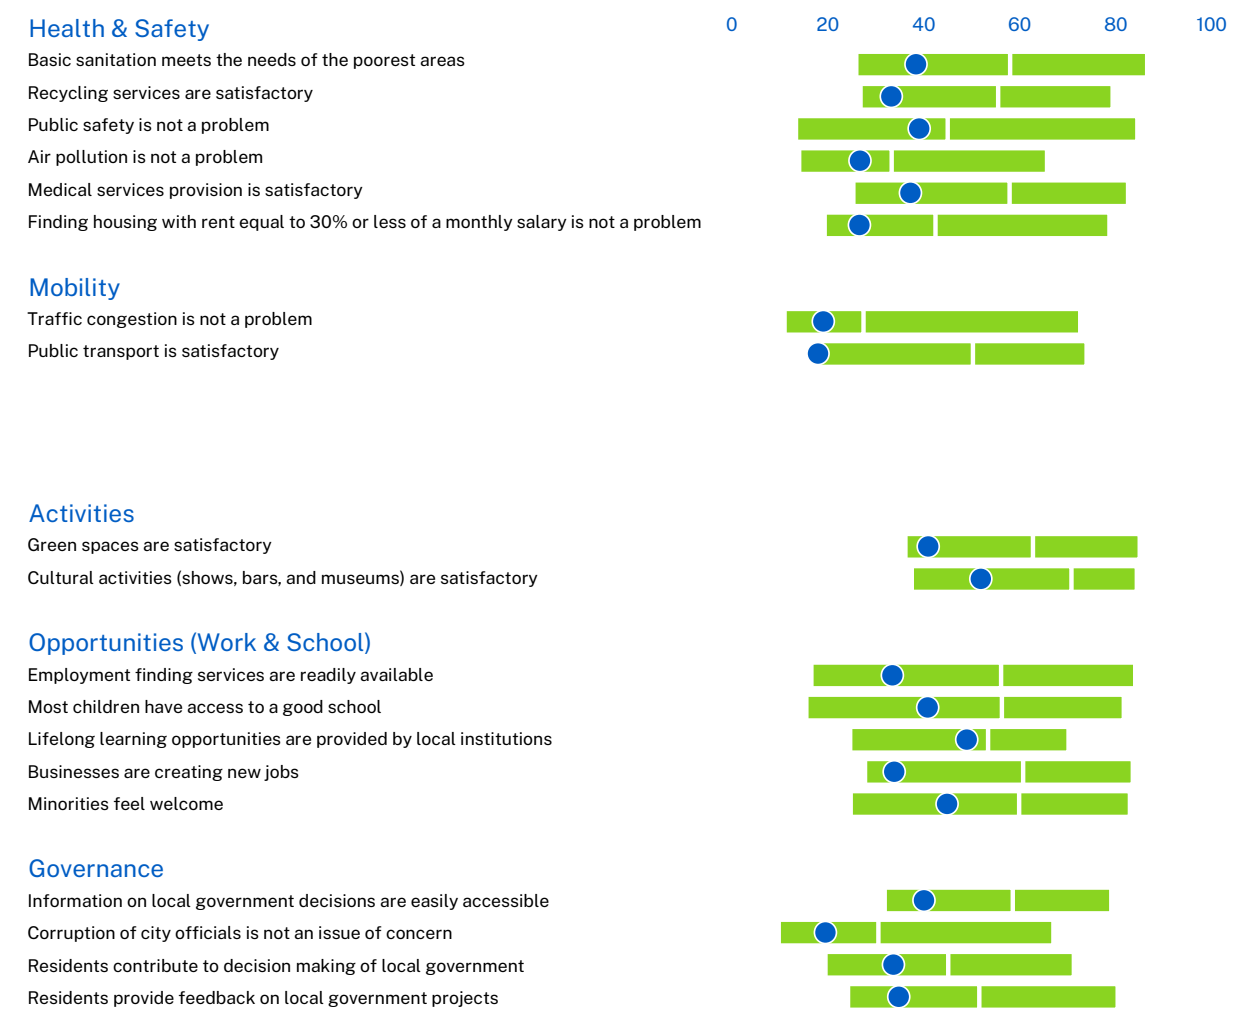 Health & Safety
0 20 40 60 80 100
Basic sanitation meets the needs of the poorest areas
Recycling services are satisfactory
Public safety is not a problem
Air pollution is not a problem
Medical services provision is satisfactory
Finding housing with rent equal to 30% or less of a monthly salary is not a problem
Mobility
Traffic congestion is not a problem
Public transport is satisfactory
Activities
Green spaces are satisfactory
Cultural activities (shows, bars, and museums) are satisfactory
Opportunities (Work & School)
Employment finding services are readily available
Most children have access to a good school
Lifelong learning opportunities are provided by local institutions
Businesses are creating new jobs
Minorities feel welcome
Governance
Information on local government decisions are easily accessible
Corruption of city officials is not an issue of concern
Residents contribute to decision making of local government
Residents provide feedback on local government projects